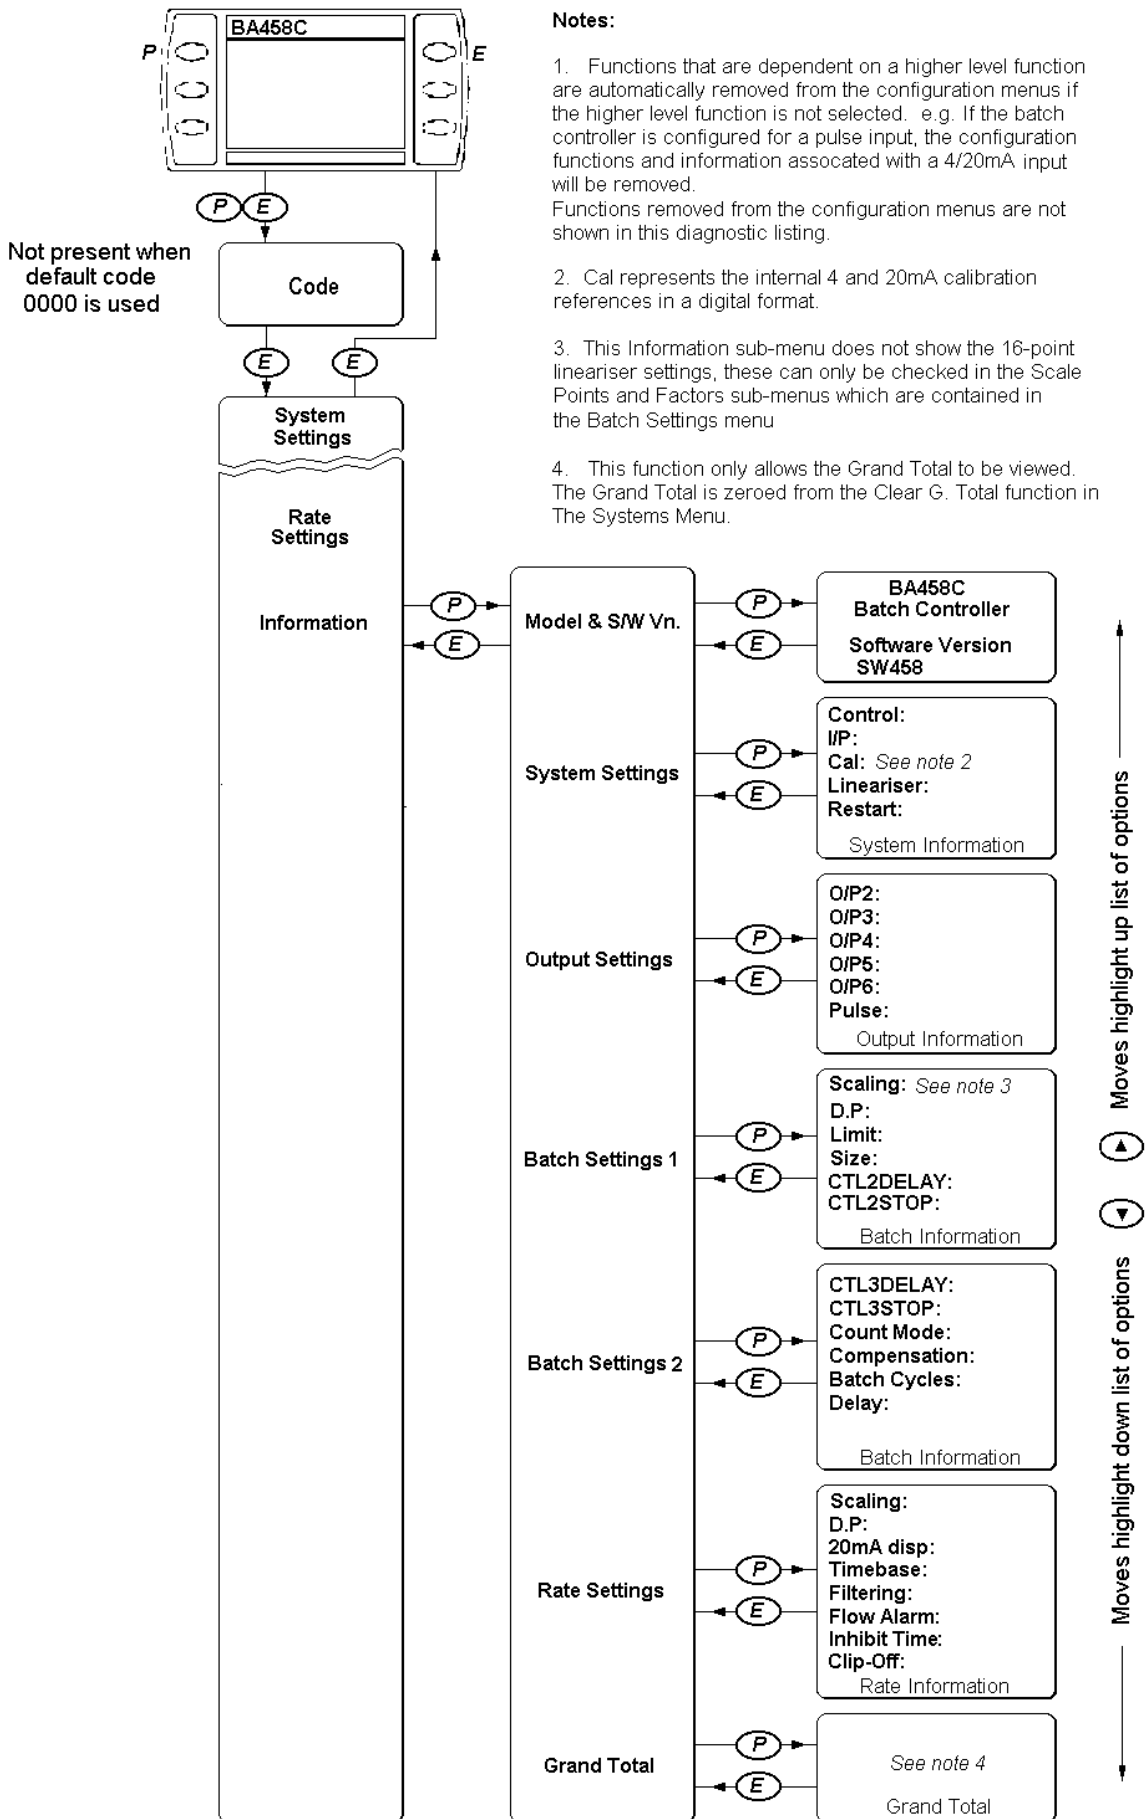 BA458C
P
E
P
E
Not present when
default code
0000 is used
Code
E
E
System
Settings
Rate
Settings
Information
Notes:
1. Functions that are dependent on a higher level function
are automatically removed from the configuration menus if
the higher level function is not selected. e.g. If the batch
controller is configured for a pulse input, the configuration
functions and information assocated with a 4/20mA input
will be removed.
Functions removed from the configuration menus are not
shown in this diagnostic listing.
2. Cal represents the internal 4 and 20mA calibration
references in a digital format.
3. This Information sub-menu does not show the 16-point
lineariser settings, these can only be checked in the Scale
Points and Factors sub-menus which are contained in
the Batch Settings menu
4. This function only allows the Grand Total to be viewed.
The Grand Total is zeroed from the Clear G. Total function in
The Systems Menu.
P
E
Model & S/W Vn.
P
E
BA458C
Batch Controller
Software Version
SW458
System Settings
P
E
Control:
I/P:
Cal: See note 2
Lineariser:
Restart:
System Information
Output Settings
P
E
O/P2:
O/P3:
O/P4:
O/P5:
O/P6:
Pulse:
Output Information
Batch Settings 1
P
E
Scaling: See note 3
D.P:
Limit:
Size:
CTL2DELAY:
CTL2STOP:
Batch Information
Batch Settings 2
P
E
CTL3DELAY:
CTL3STOP:
Count Mode:
Compensation:
Batch Cycles:
Delay:
Batch Information
Rate Settings
P
E
Scaling:
D.P:
20mA disp:
Timebase:
Filtering:
Flow Alarm:
Inhibit Time:
Clip-Off:
Rate Information
Grand Total
P
E
See note 4
Grand Total
Moves highlight up list of options
Moves highlight down list of options